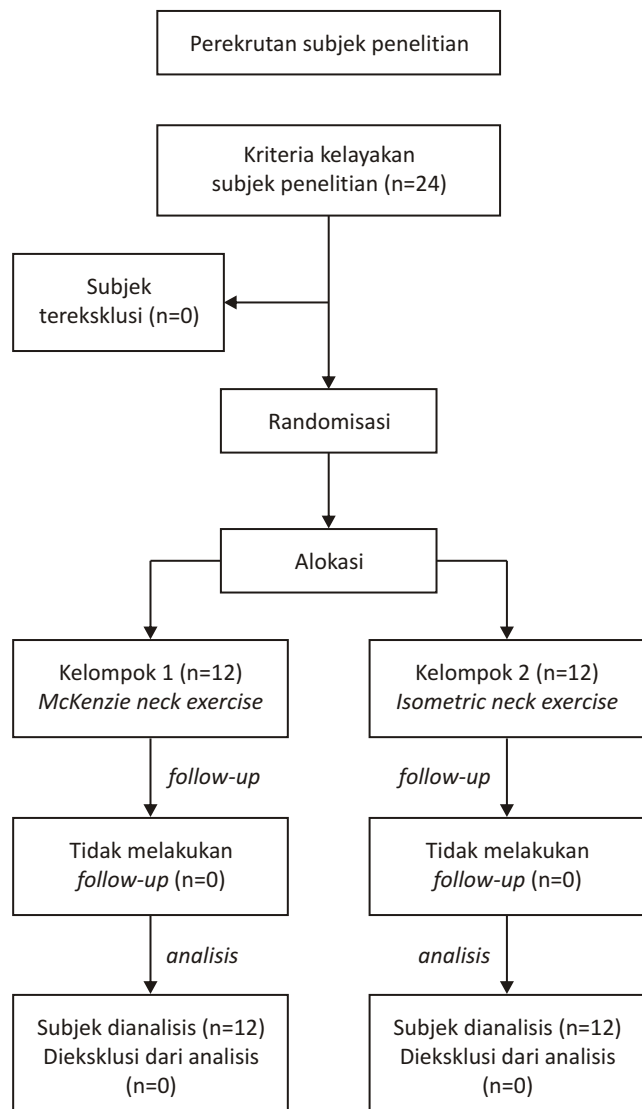 Perekrutan subjek penelitian
Kriteria kelayakan
subjek penelitian (n=24)
Subjek
tereksklusi (n=0)
Randomisasi
Alokasi
Kelompok 1 (n=12)
McKenzie neck exercise
Kelompok 2 (n=12)
Isometric neck exercise
follow-up
follow-up
Tidak melakukan
follow-up (n=0)
Tidak melakukan
follow-up (n=0)
analisis
analisis
Subjek dianalisis (n=12)
Dieksklusi dari analisis
(n=0)
Subjek dianalisis (n=12)
Dieksklusi dari analisis
(n=0)